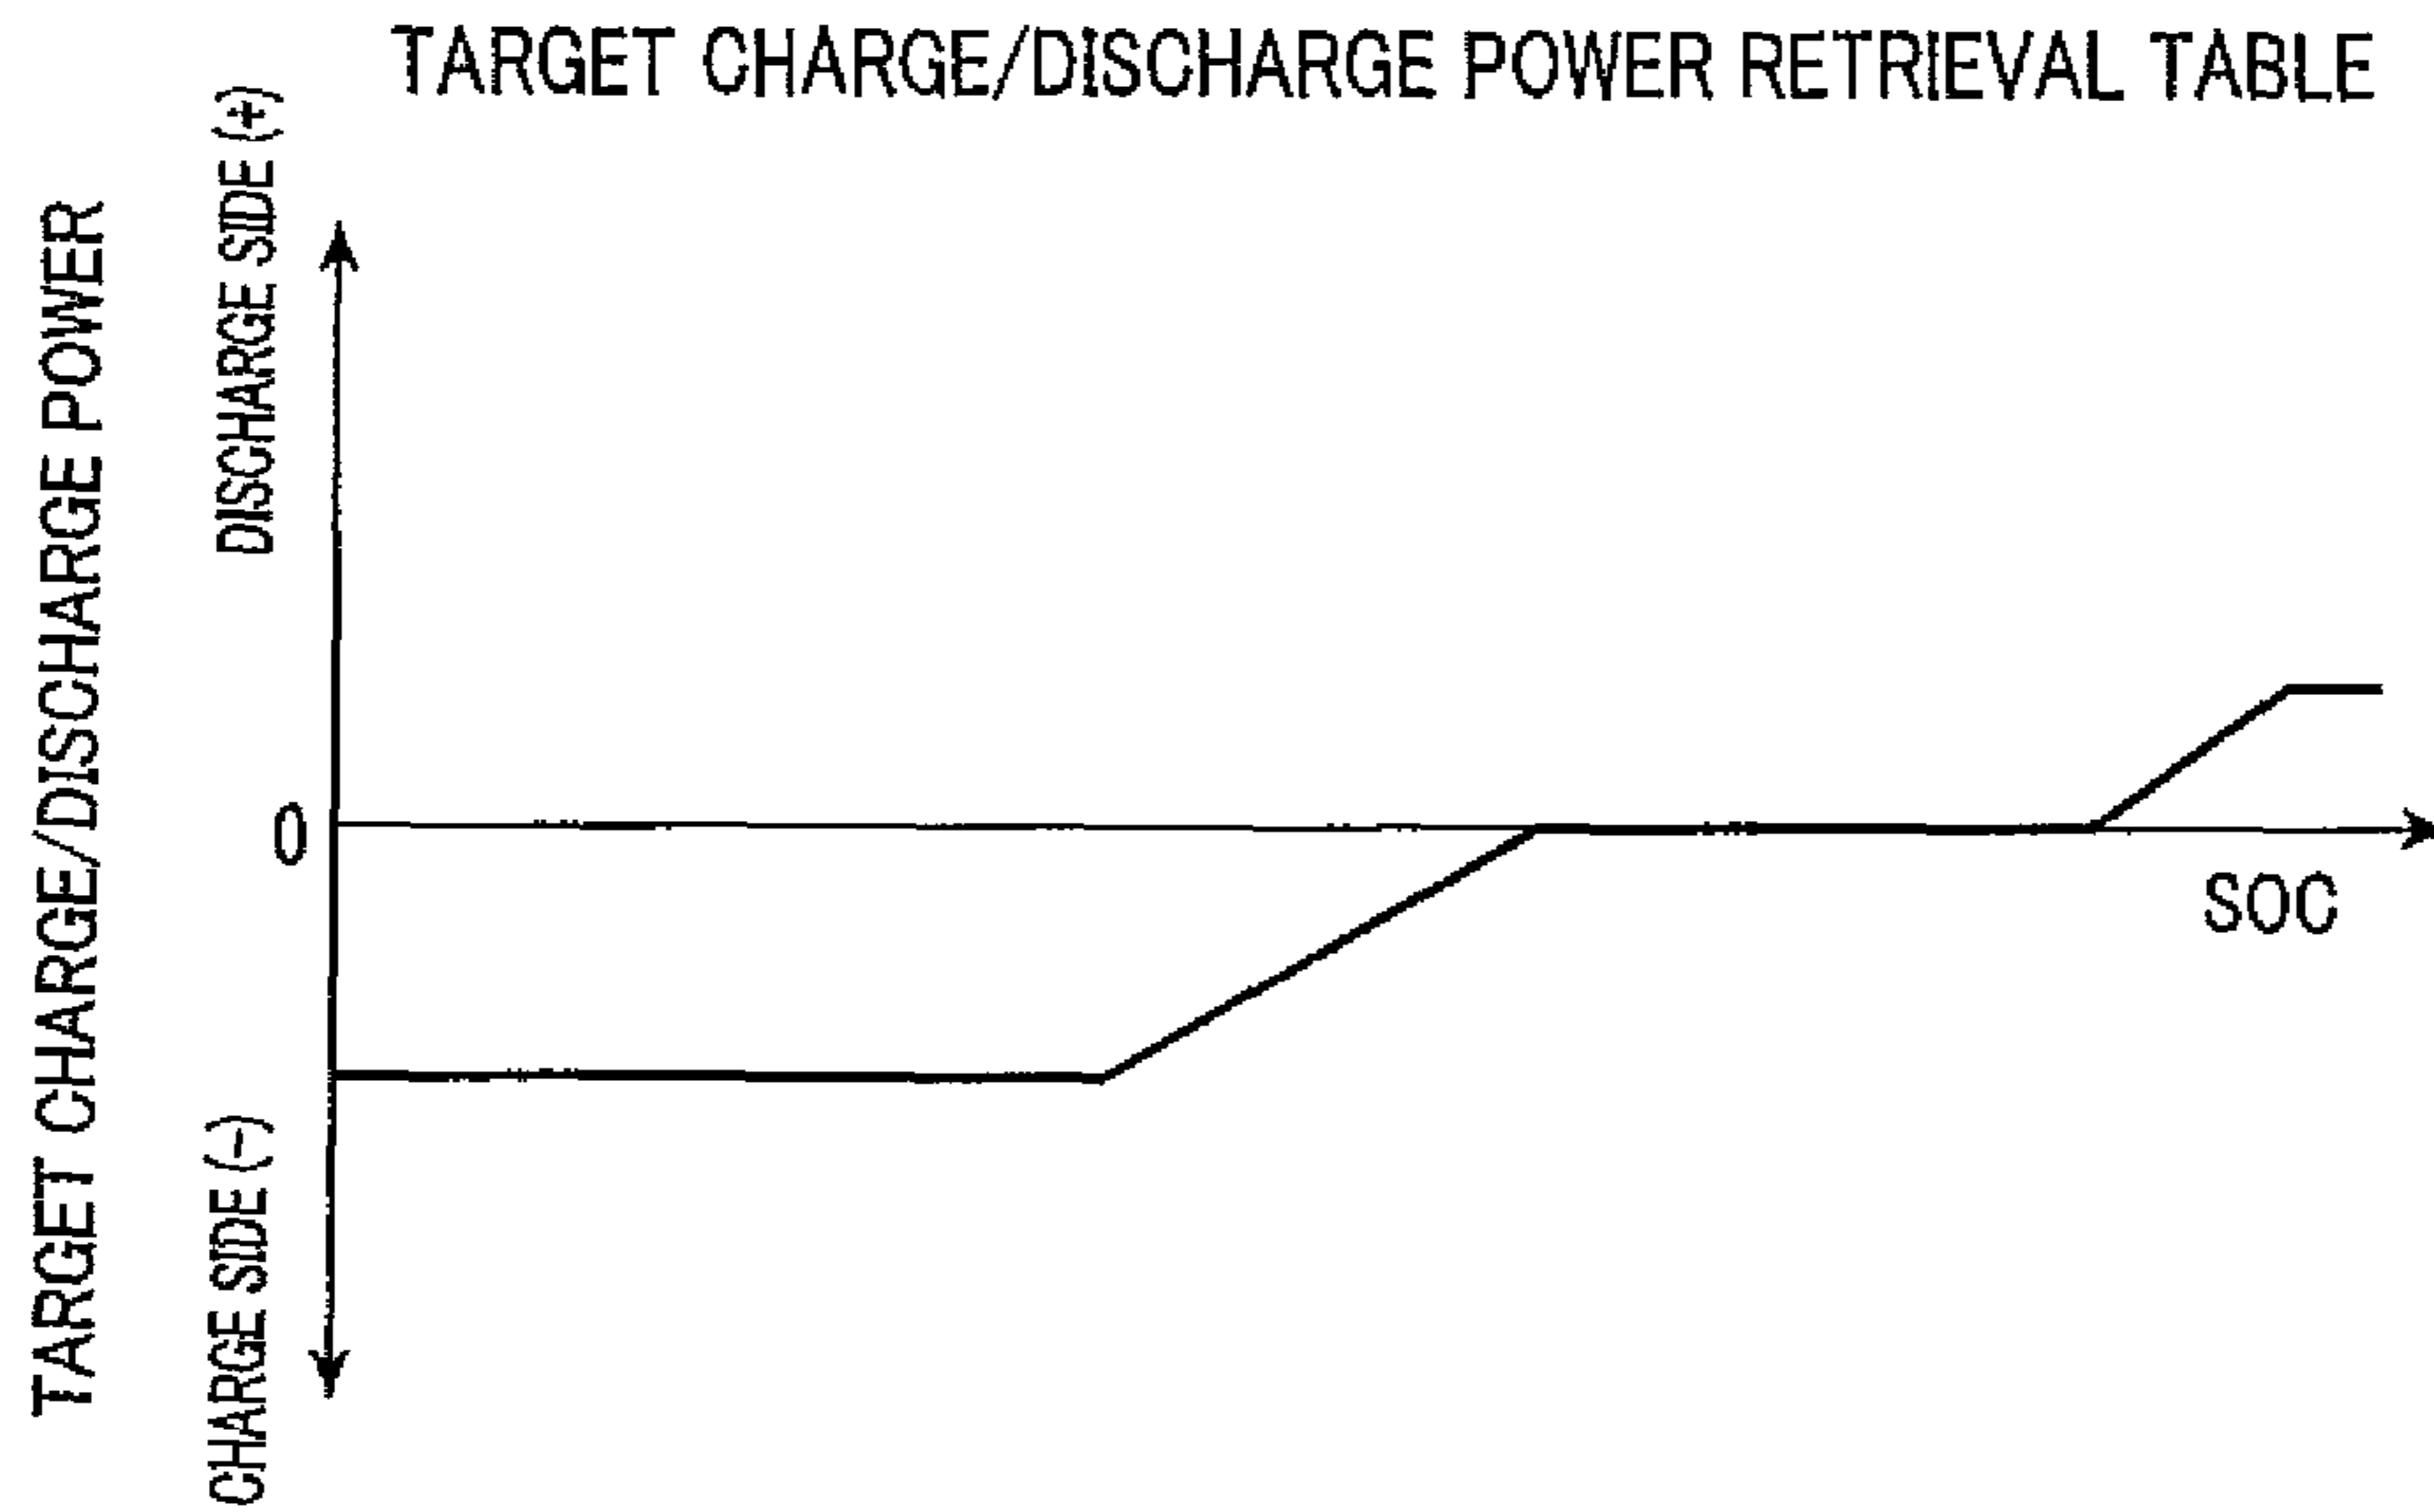 TARGET CHARGE/DISCHARGE POWER RETRIEVAL TABLE
TARGET CHARGE/DISCHARGE POWER
DISCHARGE SIDE (+)
0
SOC
CHARGE SIDE (-)